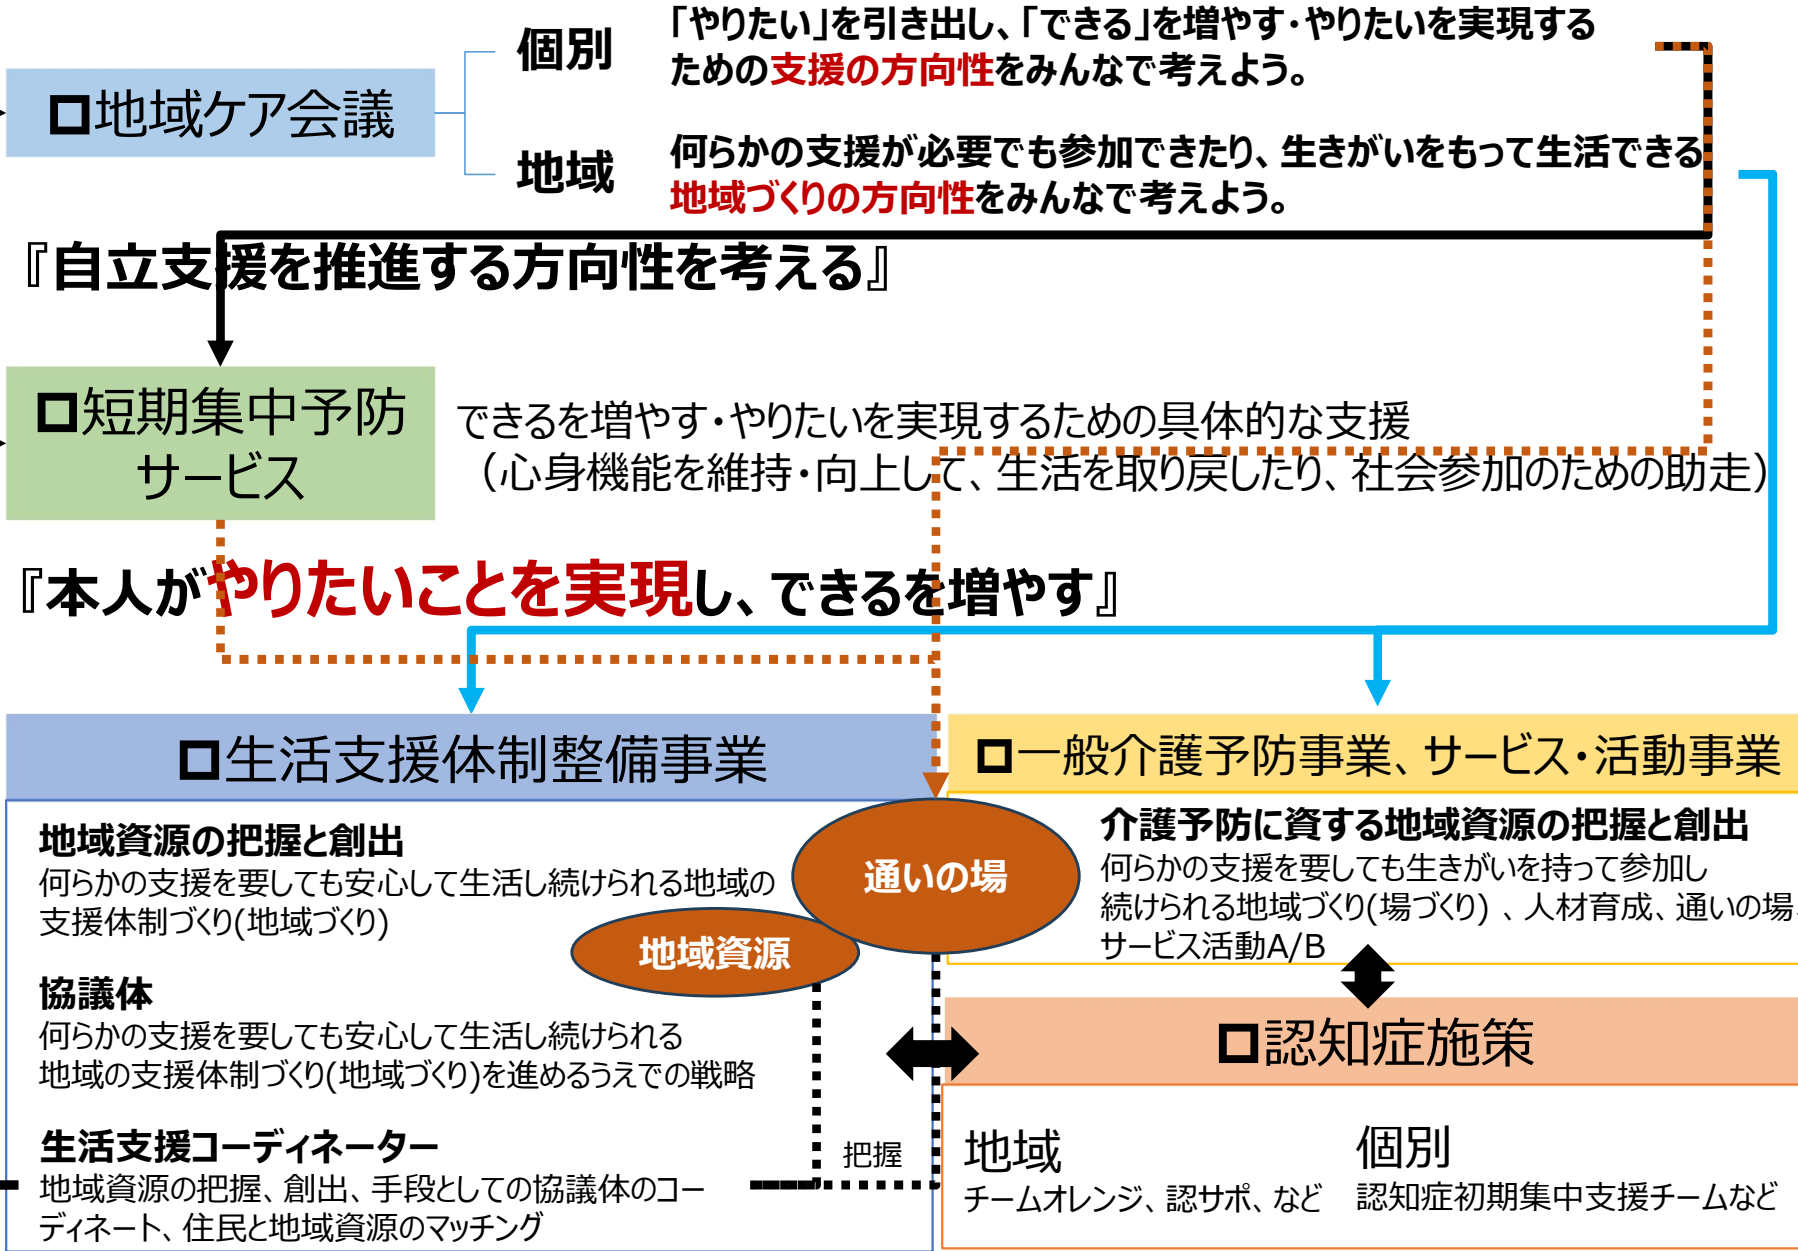 個別
「やりたい」を引き出し、「できる」を増やす・やりたいを実現する
ための支援の方向性をみんなで考えよう。
□地域ケア会議
地域
何らかの支援が必要でも参加できたり、生きがいをもって生活できる
地域づくりの方向性をみんなで考えよう。
『自立支援を推進する方向性を考える』
□短期集中予防
サービス
できるを増やす・やりたいを実現するための具体的な支援
（心身機能を維持・向上して、生活を取り戻したり、社会参加のための助走）
『本人がやりたいことを実現し、できるを増やす』
□生活支援体制整備事業
地域資源の把握と創出
何らかの支援を要しても安心して生活し続けられる地域の
支援体制づくり(地域づくり)
協議体
何らかの支援を要しても安心して生活し続けられる
地域の支援体制づくり(地域づくり)を進めるうえでの戦略
生活支援コーディネーター
地域資源の把握、創出、手段としての協議体のコー
ディネート、住民と地域資源のマッチング
通いの場
地域資源
把握
□一般介護予防事業、サービス・活動事業
介護予防に資する地域資源の把握と創出
何らかの支援を要しても生きがいを持って参加し
続けられる地域づくり(場づくり) 、人材育成、通いの場、
サービス活動A/B
□認知症施策
地域
チームオレンジ、認サポ、など
個別
認知症初期集中支援チームなど